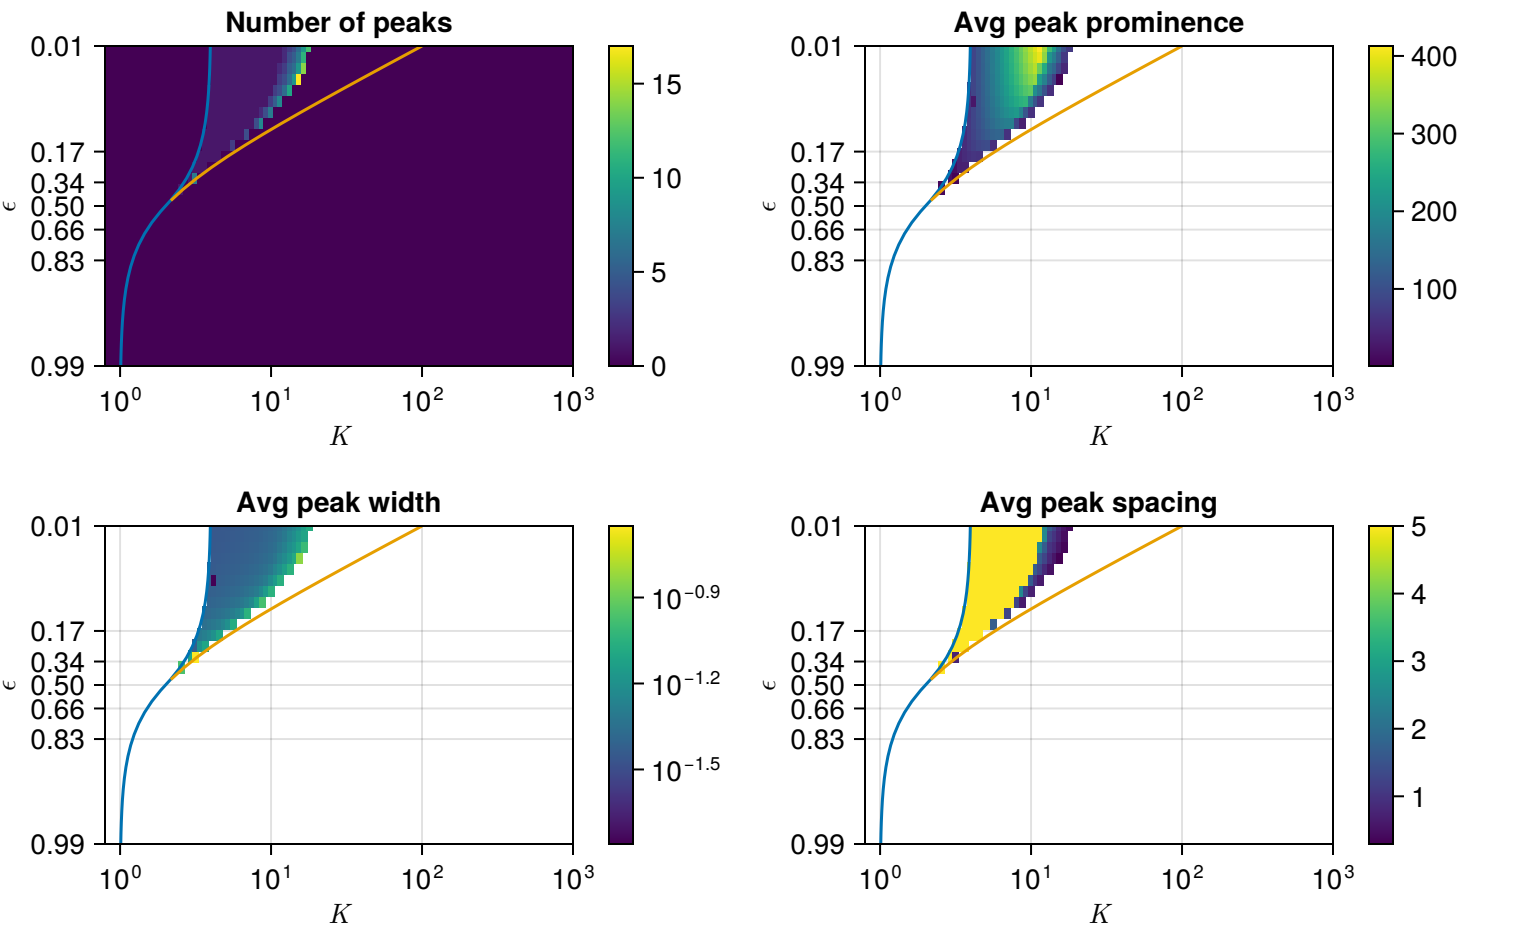 Number of peaks
0.01
0.17
0.34
0.50
0.66
0.83
0.99
ϵ
10⁰ 10¹ 10² 10³
K
15
10
5
0
Avg peak prominence
0.01
0.17
0.34
0.50
0.66
0.83
0.99
ϵ
10⁰ 10¹ 10² 10³
K
400
300
200
100
Avg peak width
0.01
0.17
0.34
0.50
0.66
0.83
0.99
ϵ
10⁰ 10¹ 10² 10³
K
10⁻⁰·⁹
10⁻¹·²
10⁻¹·⁵
Avg peak spacing
0.01
0.17
0.34
0.50
0.66
0.83
0.99
ϵ
10⁰ 10¹ 10² 10³
K
5
4
3
2
1